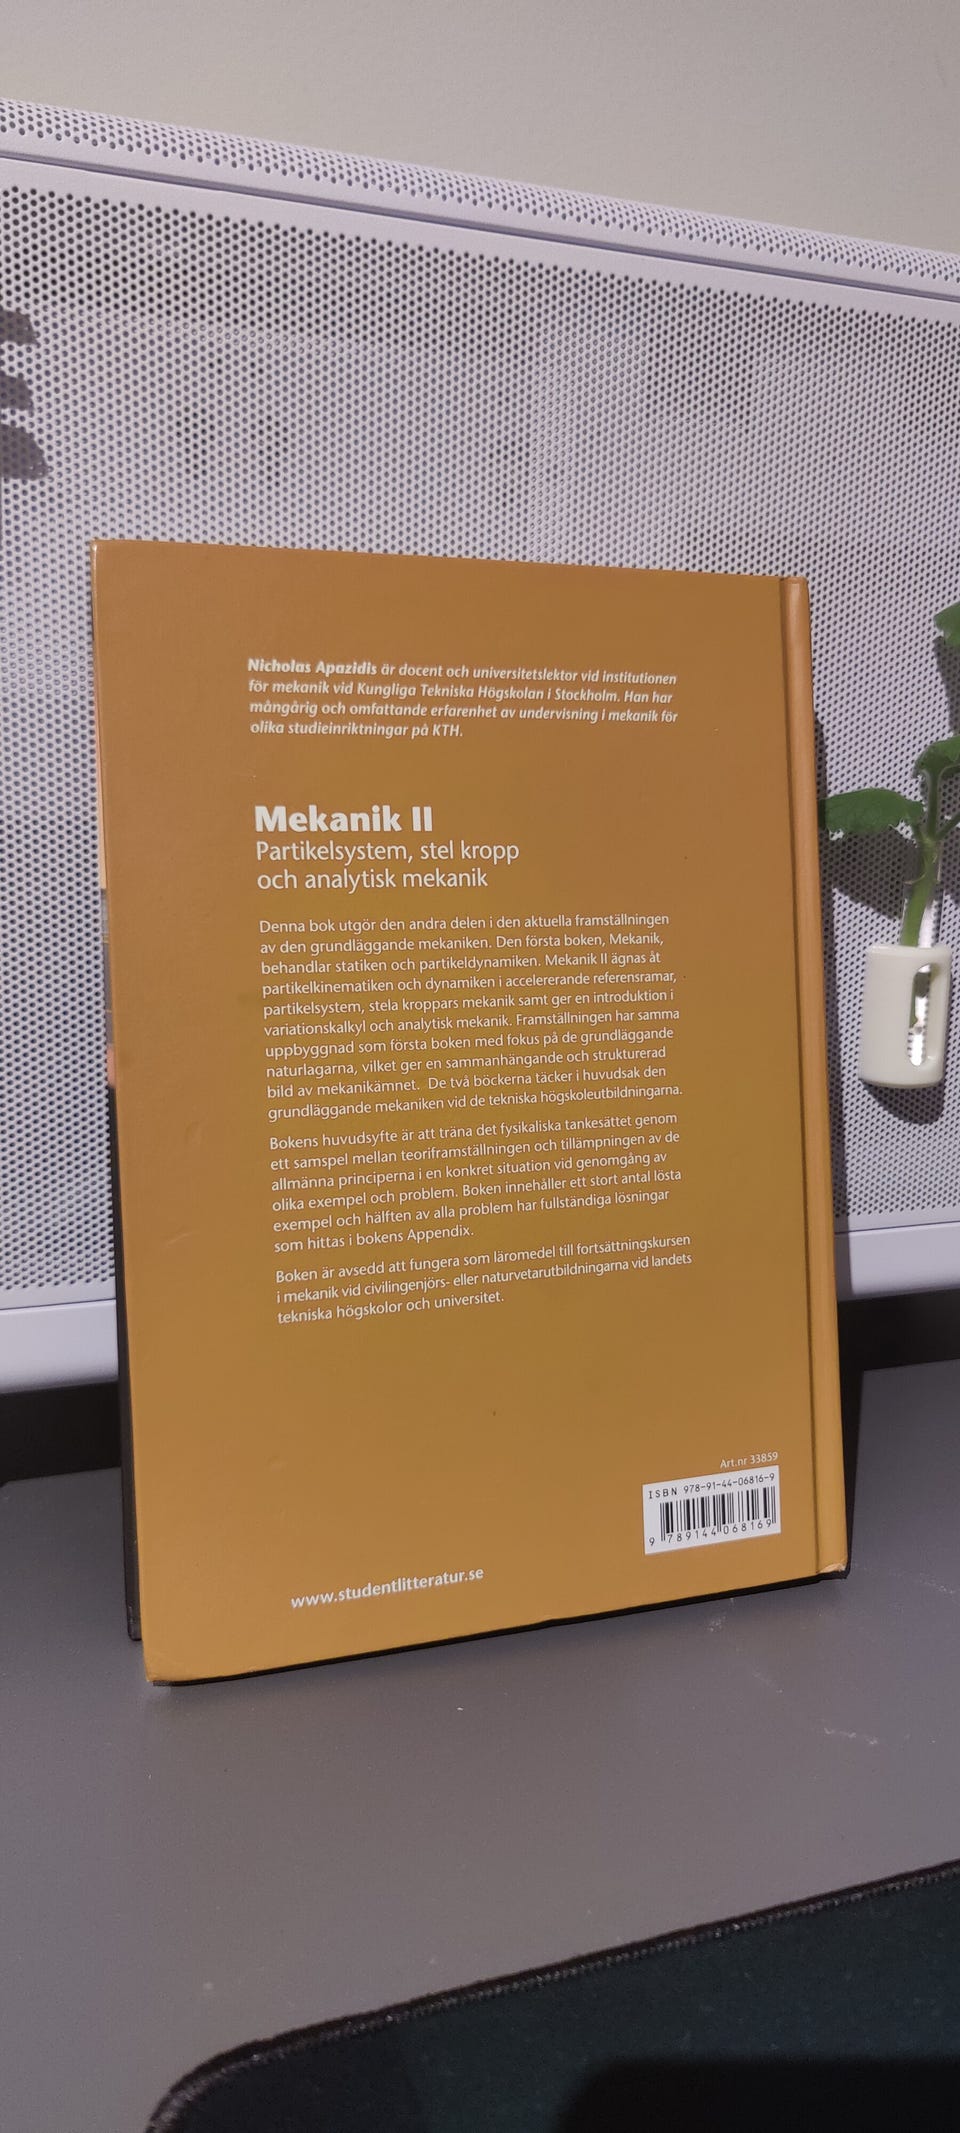 Nicholas Apazidis är docent och universitetslektor vid institutionen
för mekanik vid Kungliga Tekniska Högskolan i Stockholm. Han har
mångårig och omfattande erfarenhet av undervisning i mekanik för
olika studieinriktningar på KTH.
Mekanik II
Partikelsystem, stel kropp
och analytisk mekanik
Denna bok utgör den andra delen i den aktuella framställningen
av den grundläggande mekaniken. Den första boken, Mekanik,
behandlar statiken och partikeldynamiken. Mekanik II ägnas åt
partikelkinematiken och dynamiken i accelererande referensramar,
partikelsystem, stela kroppars mekanik samt ger en introduktion i
variationskalkyl och analytisk mekanik. Framställningen har samma
uppbyggnad som första boken med fokus på de grundläggande
naturlagarna, vilket ger en sammanhängande och strukturerad
bild av mekanikämnet. De två böckerna täcker i huvudsak den
grundläggande mekaniken vid de tekniska högskoleutbildningarna.
Bokens huvudsyfte är att träna det fysikaliska tankesättet genom
ett samspel mellan teoriframställningen och tillämpningen av de
allmänna principerna i en konkret situation vid genomgång av
olika exempel och problem. Boken innehåller ett stort antal lösta
exempel och hälften av alla problem har fullständiga lösningar
som hittas i bokens Appendix.
Boken är avsedd att fungera som läromedel till fortsättningskursen
i mekanik vid civilingenjörs- eller naturvetarutbildningarna vid landets
tekniska högskolor och universitet.
Art.nr 33859
ISBN 978-91-44-06816-9
9 789144 068169
www.studentlitteratur.se